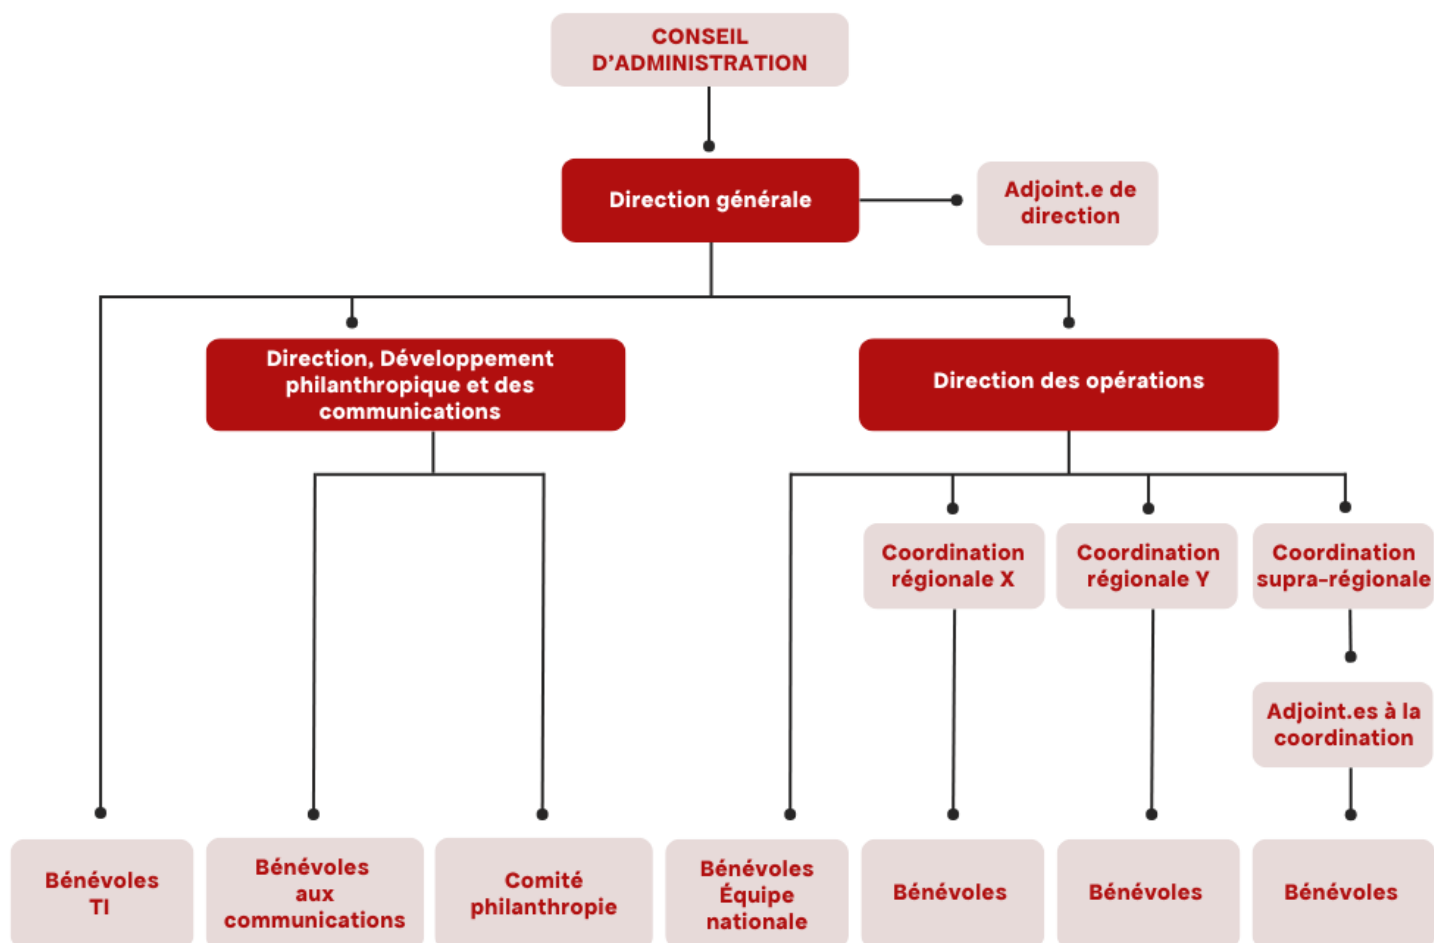 CONSEIL
D’ADMINISTRATION
Direction générale
Adjoint.e de
direction
Direction, Développement
philanthropique et des
communications
Direction des opérations
Coordination
régionale X
Coordination
régionale Y
Coordination
supra-régionale
Adjoint.es à la
coordination
Bénévoles
TI
Bénévoles
aux
communications
Comité
philanthropie
Bénévoles
Équipe
nationale
Bénévoles
Bénévoles
Bénévoles